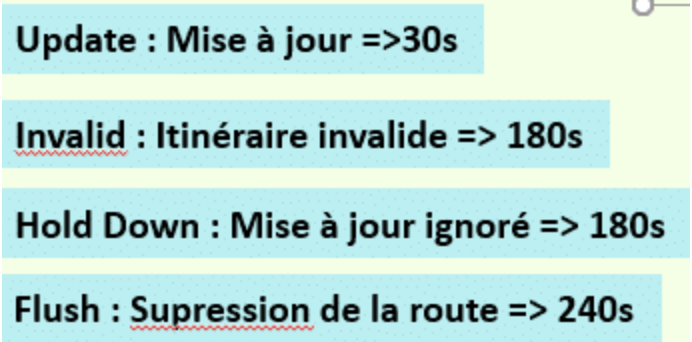 Update : Mise à jour =>30s
Invalid : Itinéraire invalide => 180s
Hold Down : Mise à jour ignoré => 180s
Flush : Supression de la route => 240s